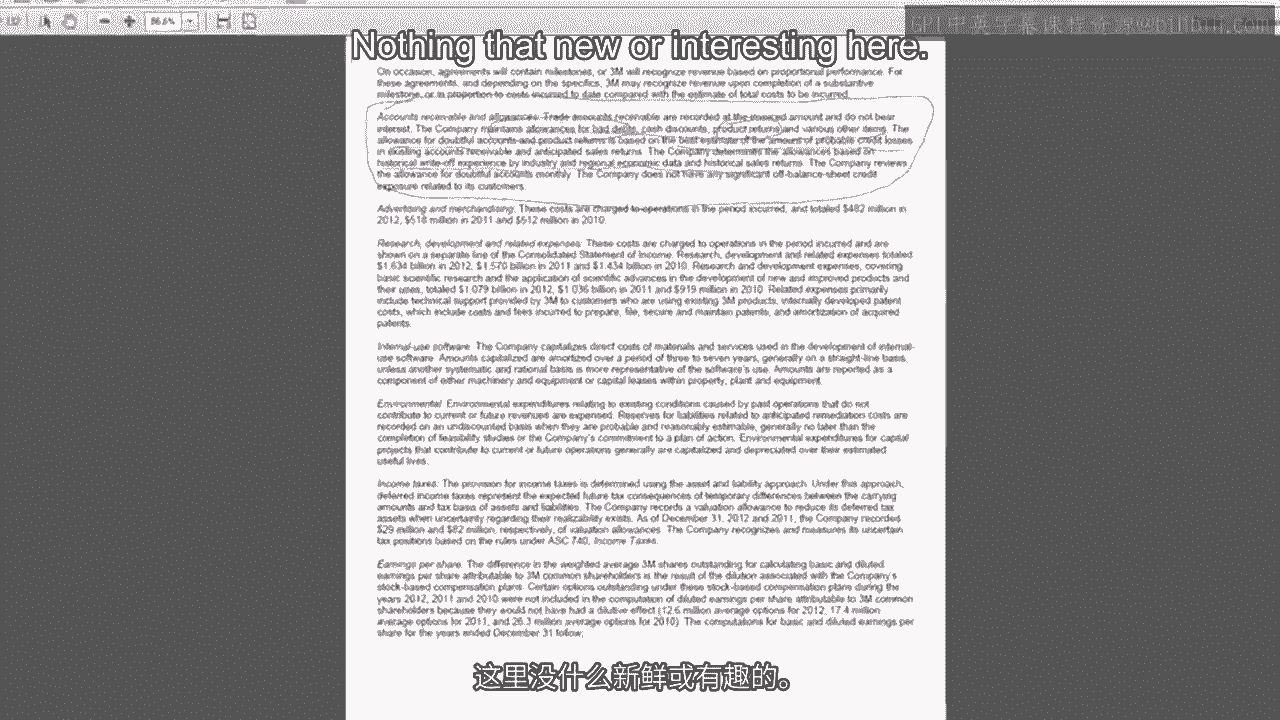 86.6%
Nothing that new or interesting here.
On occasion, agreements will contain milestones, or 3M will recognize revenue based on proportional performance. For
these agreements, and depending on the specifics, 3M may recognize revenue upon completion of a substantive
milestone, or in proportion to costs incurred to date compared with the estimate of total costs to be incurred.
Accounts receivable and allowances: Trade accounts receivable are recorded at the invoiced amount and do not bear
interest. The Company maintains allowances for bad debts, cash discounts, product returns and various other items. The
allowance for doubtful accounts and product returns is based on the best estimate of the amount of probable credit losses
in existing accounts receivable and anticipated sales returns. The Company determines the allowances based on
historical write-off experience by industry and regional economic data and historical sales returns. The Company reviews
the allowance for doubtful accounts monthly. The Company does not have any significant off-balance-sheet credit
exposure related to its customers.
Advertising and merchandising: These costs are charged to operations in the period incurred, and totaled $482 million in
2012, $518 million in 2011 and $512 million in 2010.
Research, development and related expenses: These costs are charged to operations in the period incurred and are
shown on a separate line of the Consolidated Statement of Income. Research, development and related expenses totaled
$1.634 billion in 2012, $1.570 billion in 2011 and $1.434 billion in 2010. Research and development expenses, covering
basic scientific research and the application of scientific advances in the development of new and improved products and
their uses, totaled $1.079 billion in 2012, $1.036 billion in 2011 and $919 million in 2010. Related expenses primarily
include technical support provided by 3M to customers who are using existing 3M products, internally developed patent
costs, which include costs and fees incurred to prepare, file, secure and maintain patents, and amortization of acquired
patents.
Internal-use software: The Company capitalizes direct costs of materials and services used in the development of internal-
use software. Amounts capitalized are amortized over a period of three to seven years, generally on a straight-line basis,
unless another systematic and rational basis is more representative of the software's use. Amounts are reported as a
component of either machinery and equipment or capital leases within property, plant and equipment.
Environmental: Environmental expenditures relating to existing conditions caused by past operations that do not
contribute to current or future revenues are expensed. Reserves for liabilities related to anticipated remediation costs are
recorded on an undiscounted basis when they are probable and reasonably estimable, generally no later than the
completion of feasibility studies or the Company's commitment to a plan of action. Environmental expenditures for capital
projects that contribute to current or future operations generally are capitalized and depreciated over their estimated
useful lives.
Income taxes: The provision for income taxes is determined using the asset and liability approach. Under this approach,
deferred income taxes represent the expected future tax consequences of temporary differences between the carrying
amounts and tax basis of assets and liabilities. The Company records a valuation allowance to reduce its deferred tax
assets when uncertainty regarding their realizability exists. As of December 31, 2012 and 2011, the Company recorded
$29 million and $82 million, respectively, of valuation allowances. The Company recognizes and measures its uncertain
tax positions based on the rules under ASC 740, Income Taxes.
Earnings per share: The difference in the weighted average 3M shares outstanding for calculating basic and diluted
earnings per share attributable to 3M common shareholders is the result of the dilution associated with the Company's
stock-based compensation plans. Certain options outstanding under these stock-based compensation plans during the
years 2012, 2011 and 2010 were not included in the computation of diluted earnings per share attributable to 3M common
shareholders because they would not have had a dilutive effect (12.6 million average options for 2012, 17.4 million
average options for 2011, and 26.3 million average options for 2010). The computations for basic and diluted earnings per
share for the years ended December 31 follow:
这里没什么新鲜或有趣的。